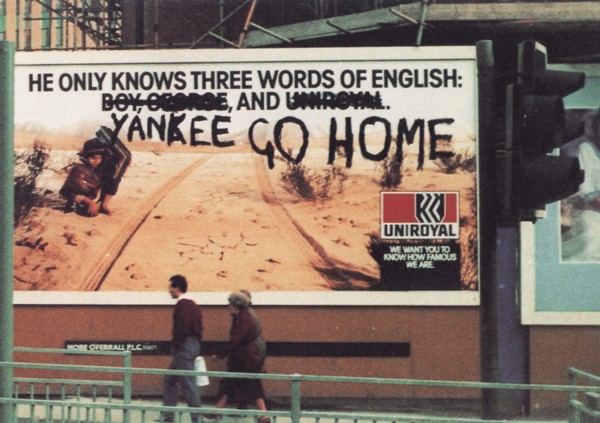 HE ONLY KNOWS THREE WORDS OF ENGLISH:
BOY, GEORGE, AND UNIROYAL.
YANKEE GO HOME
UNIROYAL
WE WANT YOU TO
KNOW HOW FAMOUS
WE ARE.
MORE O'FERRALL P.L.C.